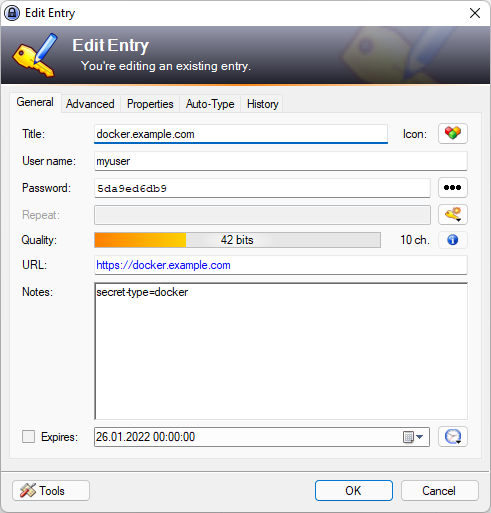 Edit Entry
Edit Entry
You're editing an existing entry.
General Advanced Properties Auto-Type History
Title: docker.example.com Icon:
User name: myuser
Password: 5da9ed6db9
Repeat:
Quality: 42 bits 10 ch.
URL: https://docker.example.com
Notes: secret-type=docker
Expires: 26.01.2022 00:00:00
Tools OK Cancel